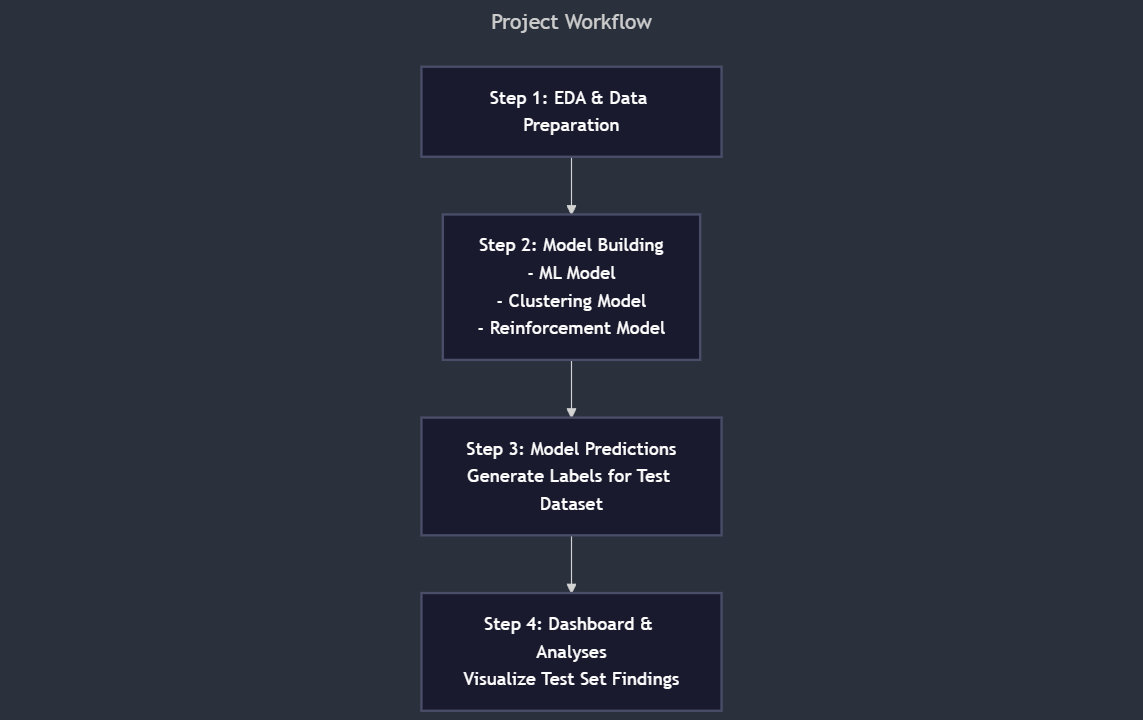 Project Workflow
Step 1: EDA & Data
Preparation
Step 2: Model Building
- ML Model
- Clustering Model
- Reinforcement Model
Step 3: Model Predictions
Generate Labels for Test
Dataset
Step 4: Dashboard &
Analyses
Visualize Test Set Findings